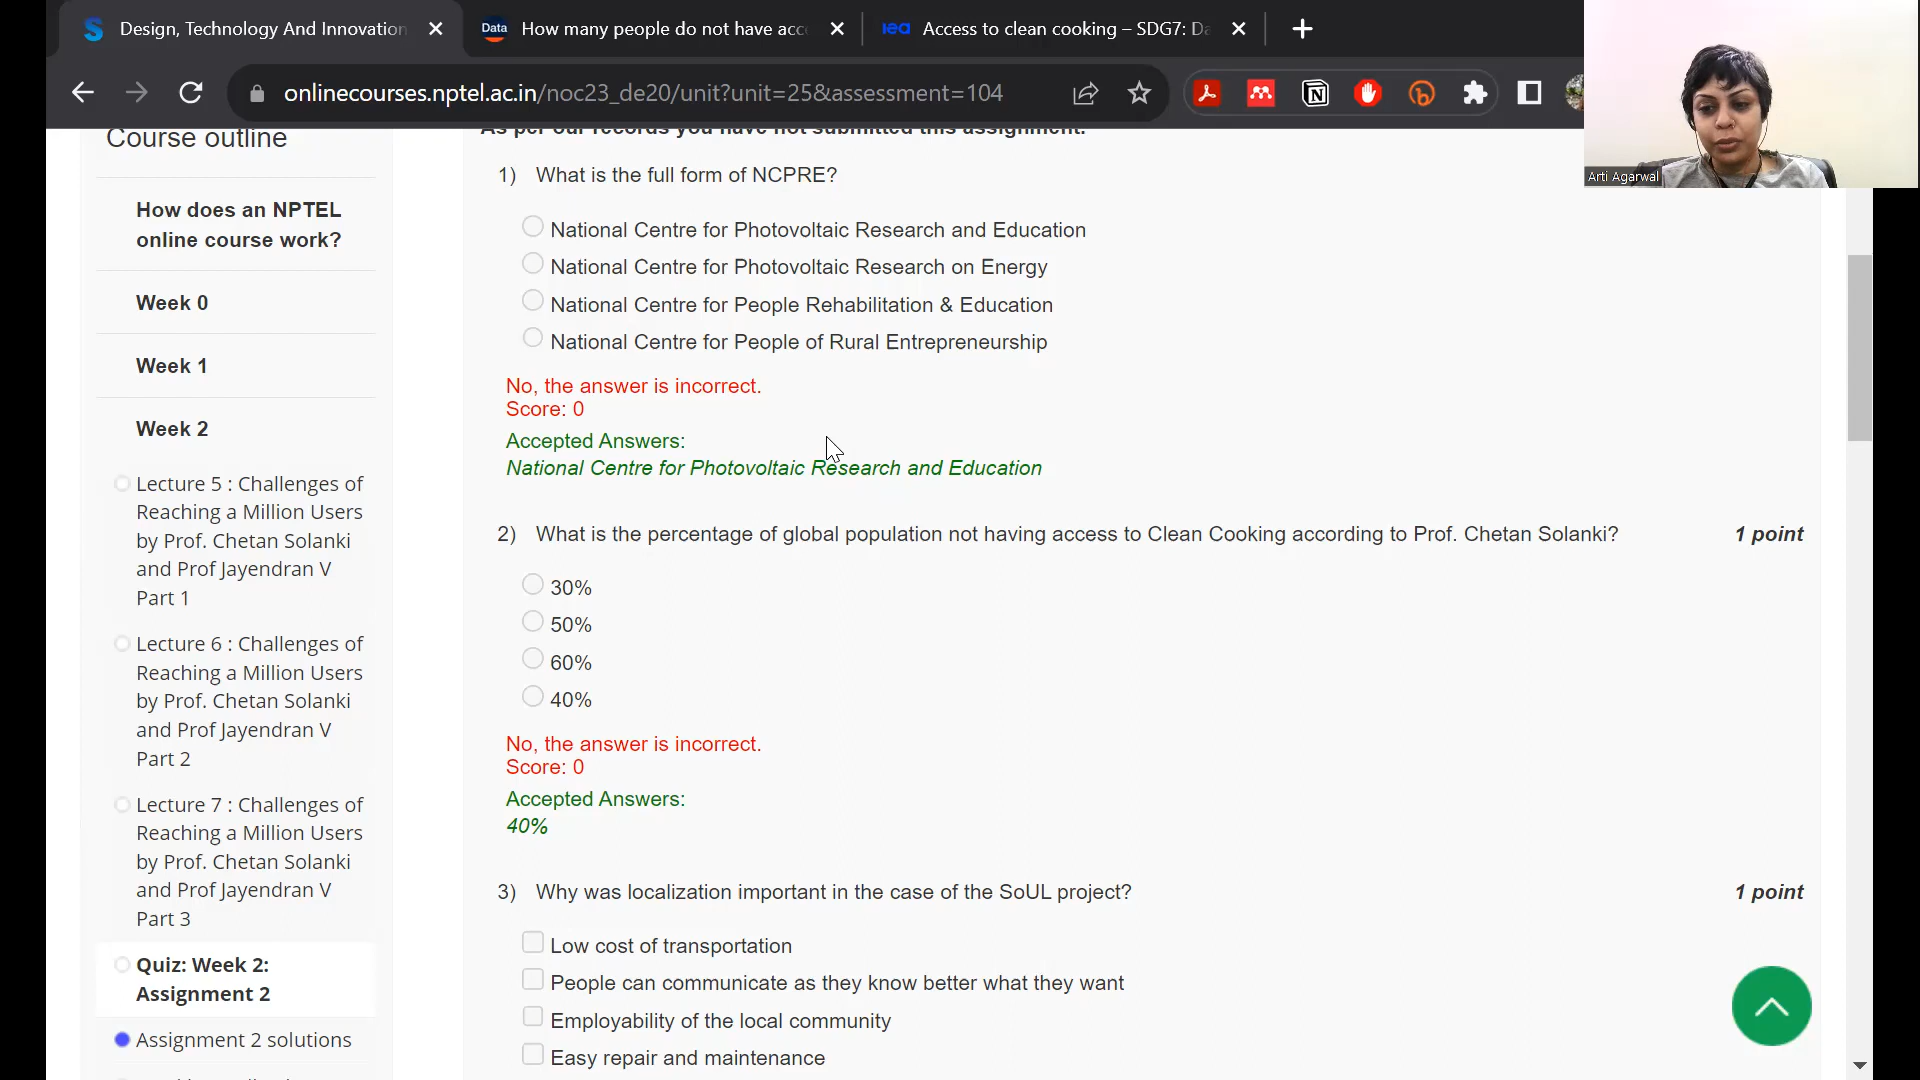 Design, Technology And Innovation
Data
How many people do not have acc
iea
Access to clean cooking – SDG7: Da
onlinecourses.nptel.ac.in/noc23_de20/unit?unit=25&assessment=104
Arti Agarwal
Course outline
How does an NPTEL
online course work?
Week 0
Week 1
Week 2
Lecture 5 : Challenges of
Reaching a Million Users
by Prof. Chetan Solanki
and Prof Jayendran V
Part 1
Lecture 6 : Challenges of
Reaching a Million Users
by Prof. Chetan Solanki
and Prof Jayendran V
Part 2
Lecture 7 : Challenges of
Reaching a Million Users
by Prof. Chetan Solanki
and Prof Jayendran V
Part 3
Quiz: Week 2:
Assignment 2
Assignment 2 solutions
As per our records you have not submitted this assignment.
1) What is the full form of NCPRE?
National Centre for Photovoltaic Research and Education
National Centre for Photovoltaic Research on Energy
National Centre for People Rehabilitation & Education
National Centre for People of Rural Entrepreneurship
No, the answer is incorrect.
Score: 0
Accepted Answers:
National Centre for Photovoltaic Research and Education
2) What is the percentage of global population not having access to Clean Cooking according to Prof. Chetan Solanki? 1 point
30%
50%
60%
40%
No, the answer is incorrect.
Score: 0
Accepted Answers:
40%
3) Why was localization important in the case of the SoUL project? 1 point
Low cost of transportation
People can communicate as they know better what they want
Employability of the local community
Easy repair and maintenance